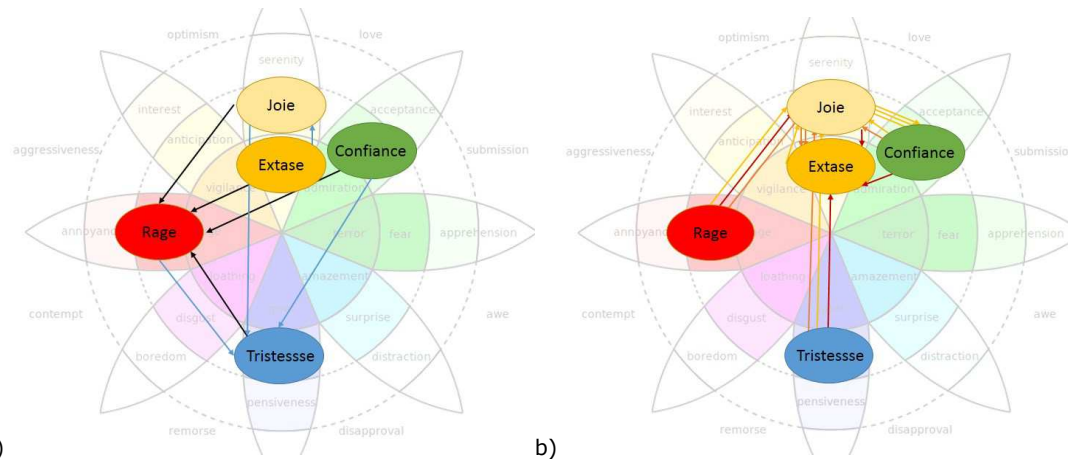 optimism love
serenity
Joie
interest acceptance
anticipation
aggressiveness Extase Confiance submission
vigilance admiration
annoyan Rage terror fear apprehension
loathing amazement
disgust surprise
contempt awe
boredom Tristessse distraction
pensiveness
remorse disapproval
)
optimism love
serenity
Joie
interest acceptance
anticipation
aggressiveness Extase Confiance submission
vigilance admiration
annoyan Rage rage terror fear apprehension
loathing amazement
disgust surprise
contempt awe
boredom Tristessse distraction
pensiveness
remorse disapproval
b)